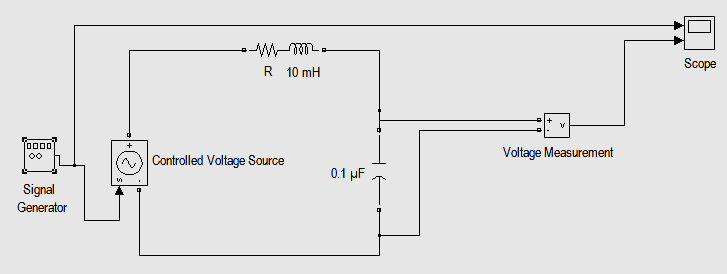 Scope
R 10 mH
+
-
v
Voltage Measurement
+
s
-
Controlled Voltage Source
0.1 µF
Signal
Generator